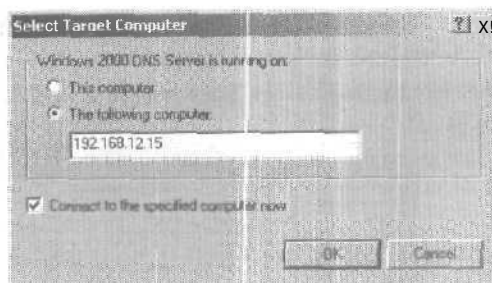 Select Target Computer
? X
Windows 2000 DNS Server is running on:
This computer
The following computer:
192.168.12.15
Connect to the specified computer now
OK
Cancel